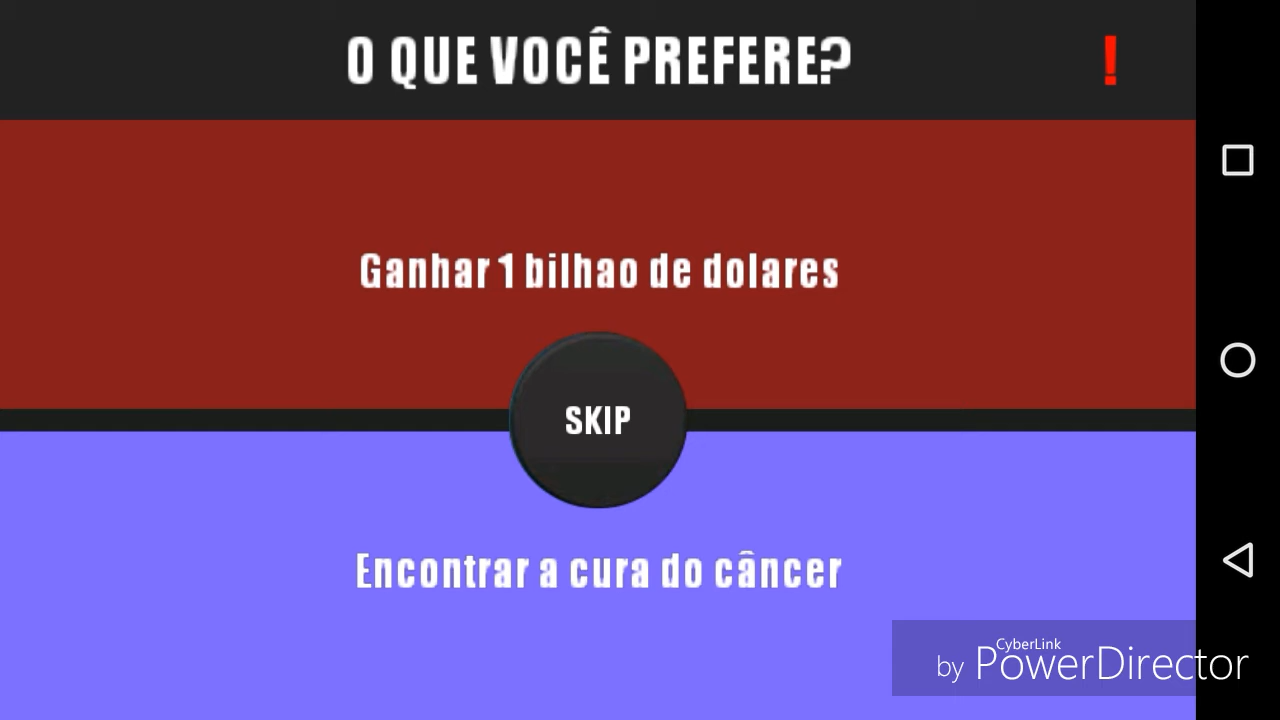 O QUE VOCÊ PREFERE?
!
Ganhar 1 bilhao de dolares
SKIP
Encontrar a cura do câncer
CyberLink
by PowerDirector